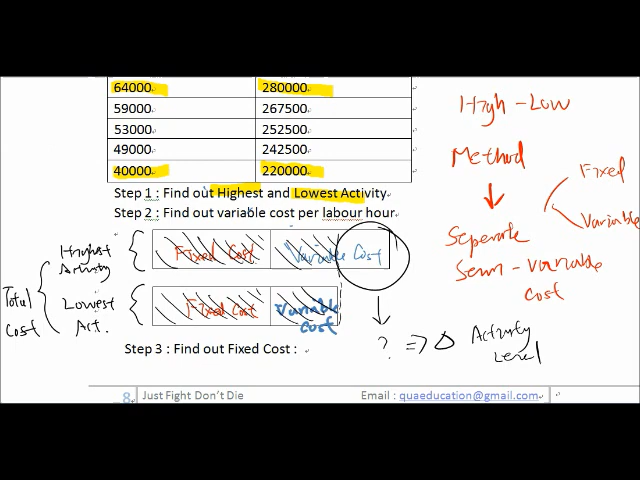 64000 280000
59000 267500
53000 252500
49000 242500
40000 220000
Step 1 : Find out Highest and Lowest Activity
Step 2 : Find out variable cost per labour hour
Highest Activity
Fixed Cost Variable Cost
Total Cost
Lowest Act.
Fixed Cost Variable cost
Step 3 : Find out Fixed Cost :
? => Δ Activity Level
High - Low
Method
Fixed
Variable
Seperate
Semi - Variable
cost
8 Just Fight Don't Die Email : quaeducation@gmail.com